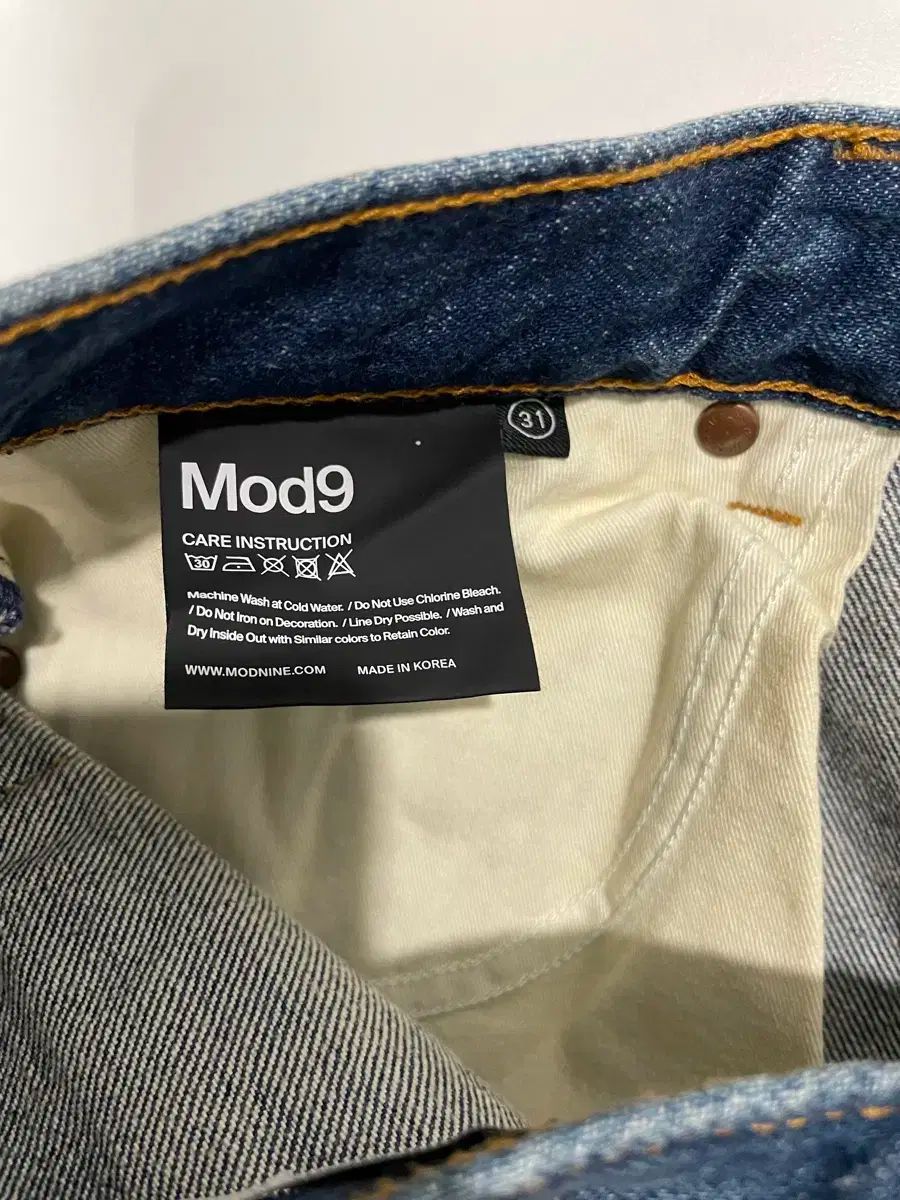 31
Mod9
CARE INSTRUCTION
30
Machine Wash at Cold Water. / Do Not Use Chlorine Bleach.
/ Do Not Iron on Decoration. / Line Dry Possible. / Wash and
Dry Inside Out with Similar colors to Retain Color.
WWW.MODNINE.COM MADE IN KOREA